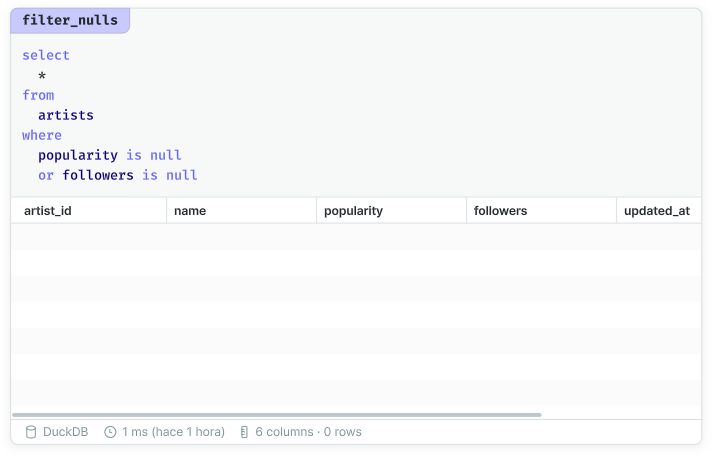 filter_nulls
select
*
from
artists
where
popularity is null
or followers is null
artist_id name popularity followers updated_at
DuckDB 1 ms (hace 1 hora) 6 columns · 0 rows